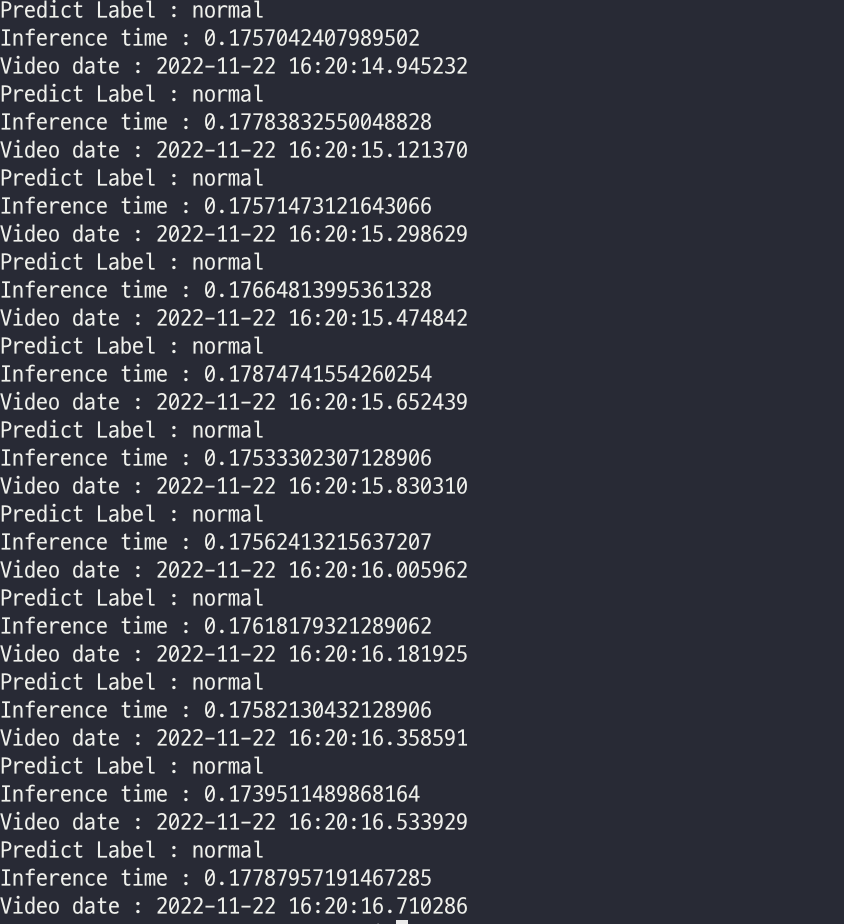 Predict Label : normal
Inference time : 0.1757042407989502
Video date : 2022-11-22 16:20:14.945232
Predict Label : normal
Inference time : 0.17783832550048828
Video date : 2022-11-22 16:20:15.121370
Predict Label : normal
Inference time : 0.17571473121643066
Video date : 2022-11-22 16:20:15.298629
Predict Label : normal
Inference time : 0.17664813995361328
Video date : 2022-11-22 16:20:15.474842
Predict Label : normal
Inference time : 0.17874741554260254
Video date : 2022-11-22 16:20:15.652439
Predict Label : normal
Inference time : 0.17533302307128906
Video date : 2022-11-22 16:20:15.830310
Predict Label : normal
Inference time : 0.17562413215637207
Video date : 2022-11-22 16:20:16.005962
Predict Label : normal
Inference time : 0.17618179321289062
Video date : 2022-11-22 16:20:16.181925
Predict Label : normal
Inference time : 0.17582130432128906
Video date : 2022-11-22 16:20:16.358591
Predict Label : normal
Inference time : 0.1739511489868164
Video date : 2022-11-22 16:20:16.533929
Predict Label : normal
Inference time : 0.17787957191467285
Video date : 2022-11-22 16:20:16.710286